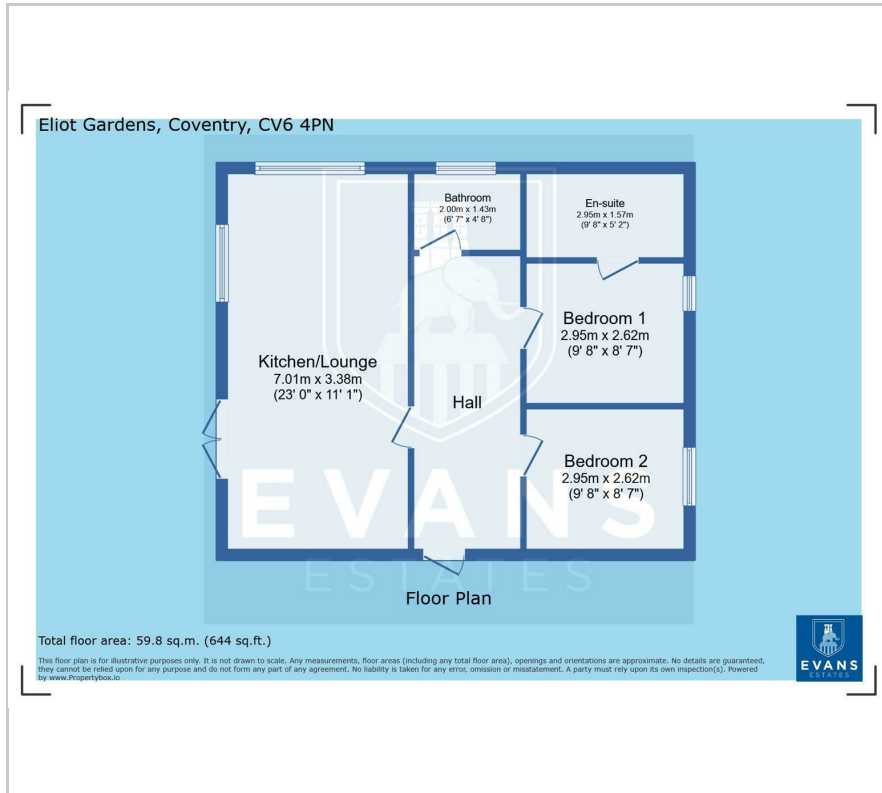 Eliot Gardens, Coventry, CV6 4PN
Bathroom
2.00m x 1.43m
(6' 7" x 4' 8")
En-suite
2.95m x 1.57m
(9' 8" x 5' 2")
Bedroom 1
2.95m x 2.62m
(9' 8" x 8' 7")
Kitchen/Lounge
7.01m x 3.38m
(23' 0" x 11' 1")
Hall
Bedroom 2
2.95m x 2.62m
(9' 8" x 8' 7")
EVANS
ESTATES
Floor Plan
Total floor area: 59.8 sq.m. (644 sq.ft.)
This floor plan is for illustrative purposes only. It is not drawn to scale. Any measurements, floor areas (including any total floor area), openings and orientations are approximate. No details are guaranteed,
they cannot be relied upon for any purpose and do not form any part of any agreement. No liability is taken for any error, omission or misstatement. A party must rely upon its own inspection(s). Powered
by www.Propertybox.io
EVANS
ESTATES